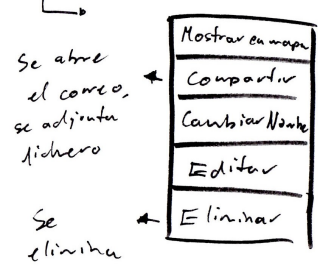 Mostrar en mapa
Se abre
el correo,
se adjunta
fichero
Compartir
Cambiar Nombre
Editar
Eliminar
Se
elimina